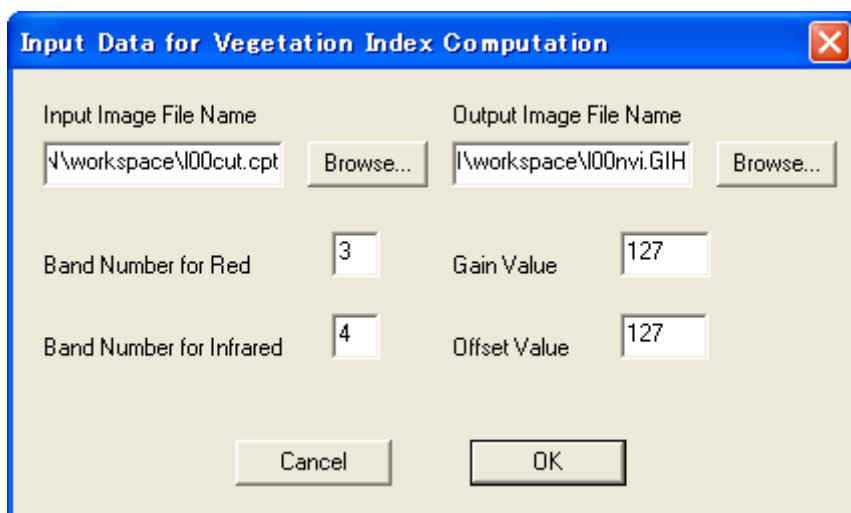 Input Data for Vegetation Index Computation
Input Image File Name Output Image File Name
\workspace\l00cut.cpt Browse... l\workspace\l00nvi.GIH Browse...
Band Number for Red 3 Gain Value 127
Band Number for Infrared 4 Offset Value 127
Cancel OK